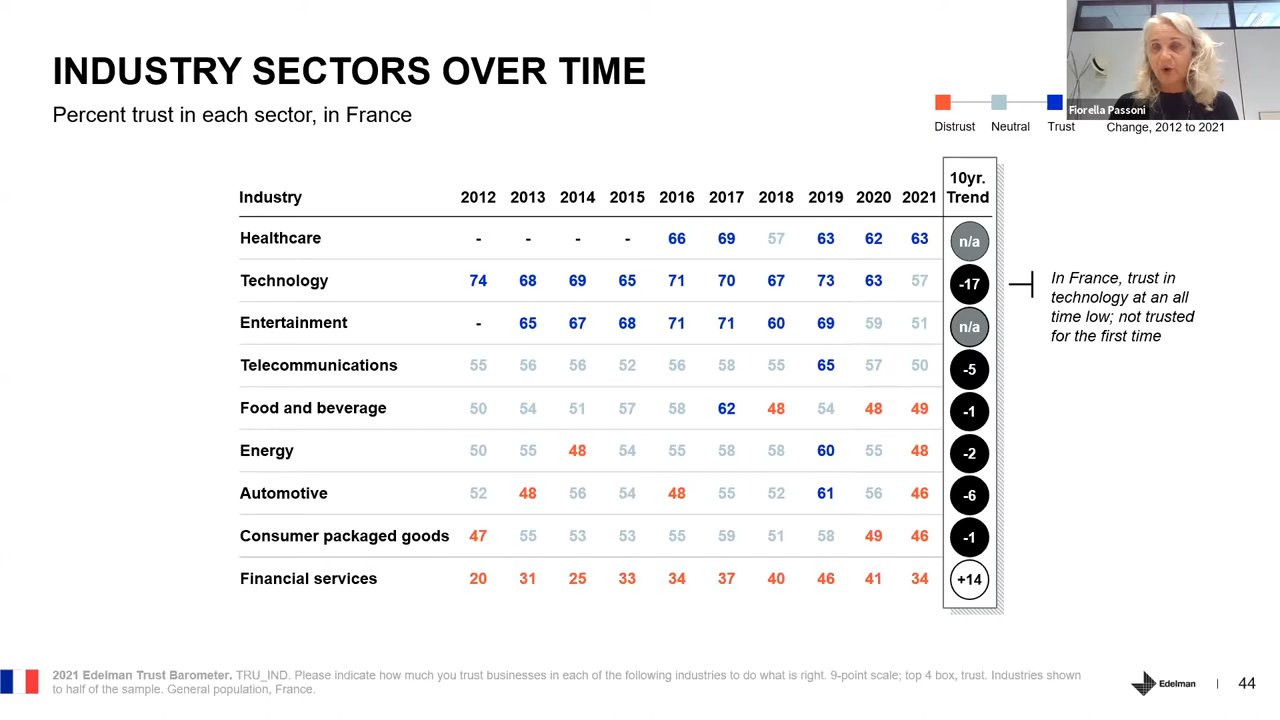 INDUSTRY SECTORS OVER TIME
Percent trust in each sector, in France
Fiorella Passoni
Distrust Neutral Trust Change, 2012 to 2021
Industry 2012 2013 2014 2015 2016 2017 2018 2019 2020 2021 10yr. Trend
Healthcare - - - - 66 69 57 63 62 63 n/a
Technology 74 68 69 65 71 70 67 73 63 57 -17
Entertainment - 65 67 68 71 71 60 69 59 51 n/a
Telecommunications 55 56 56 52 56 58 55 65 57 50 -5
Food and beverage 50 54 51 57 58 62 48 54 48 49 -1
Energy 50 55 48 54 55 58 58 60 55 48 -2
Automotive 52 48 56 54 48 55 52 61 56 46 -6
Consumer packaged goods 47 55 53 53 55 59 51 58 49 46 -1
Financial services 20 31 25 33 34 37 40 46 41 34 +14
In France, trust in
technology at an all
time low; not trusted
for the first time
2021 Edelman Trust Barometer. TRU_IND. Please indicate how much you trust businesses in each of the following industries to do what is right. 9-point scale; top 4 box, trust. Industries shown
to half of the sample. General population, France.
Edelman | 44